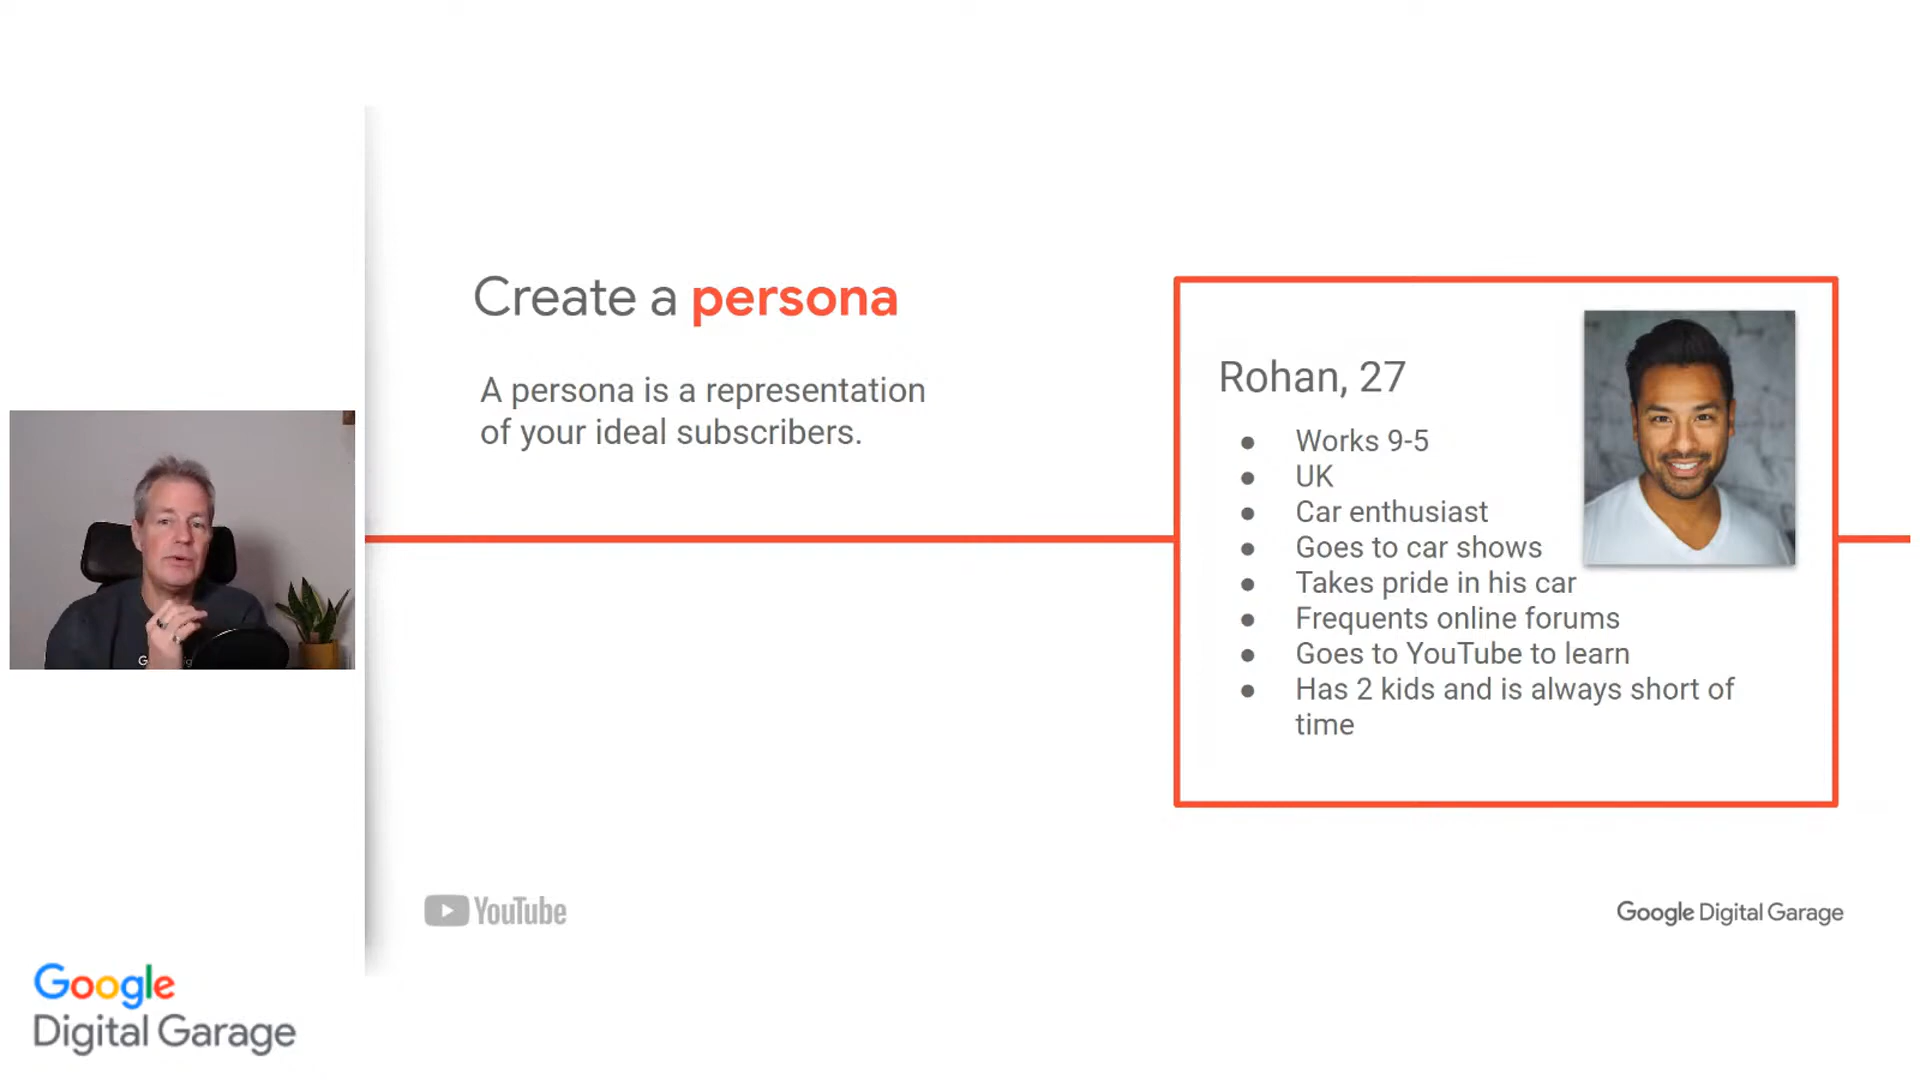 Create a persona
A persona is a representation
of your ideal subscribers.
Rohan, 27
● Works 9-5
● UK
● Car enthusiast
● Goes to car shows
● Takes pride in his car
● Frequents online forums
● Goes to YouTube to learn
● Has 2 kids and is always short of
time
YouTube
Google Digital Garage
Google
Digital Garage